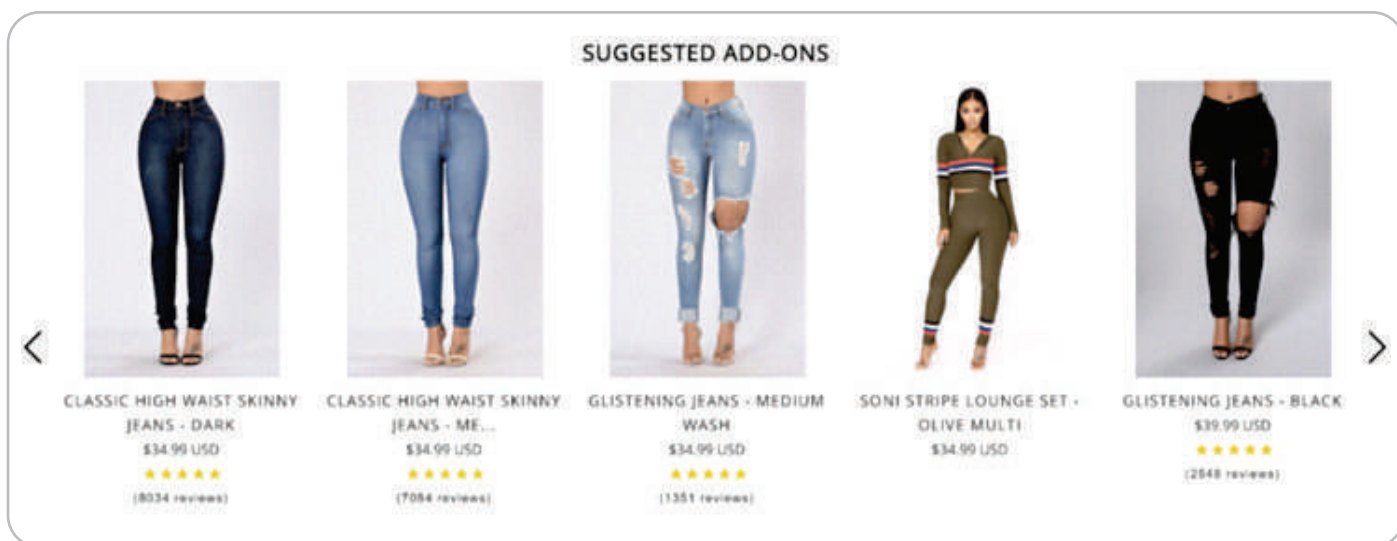 SUGGESTED ADD-ONS
CLASSIC HIGH WAIST SKINNY
JEANS - DARK
$34.99 USD
(8034 reviews)
CLASSIC HIGH WAIST SKINNY
JEANS - ME...
$34.99 USD
(7084 reviews)
GLISTENING JEANS - MEDIUM
WASH
$34.99 USD
(1351 reviews)
SONI STRIPE LOUNGE SET -
OLIVE MULTI
$34.99 USD
GLISTENING JEANS - BLACK
$39.99 USD
(2848 reviews)